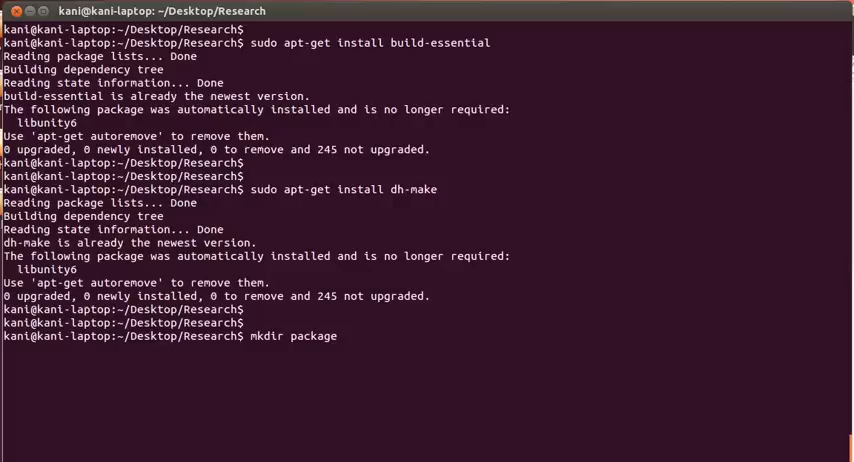 kani@kani-laptop: ~/Desktop/Research
kani@kani-laptop:~/Desktop/Research$
kani@kani-laptop:~/Desktop/Research$ sudo apt-get install build-essential
Reading package lists... Done
Building dependency tree
Reading state information... Done
build-essential is already the newest version.
The following package was automatically installed and is no longer required:
  libunity6
Use 'apt-get autoremove' to remove them.
0 upgraded, 0 newly installed, 0 to remove and 245 not upgraded.
kani@kani-laptop:~/Desktop/Research$
kani@kani-laptop:~/Desktop/Research$
kani@kani-laptop:~/Desktop/Research$ sudo apt-get install dh-make
Reading package lists... Done
Building dependency tree
Reading state information... Done
dh-make is already the newest version.
The following package was automatically installed and is no longer required:
  libunity6
Use 'apt-get autoremove' to remove them.
0 upgraded, 0 newly installed, 0 to remove and 245 not upgraded.
kani@kani-laptop:~/Desktop/Research$
kani@kani-laptop:~/Desktop/Research$
kani@kani-laptop:~/Desktop/Research$ mkdir package